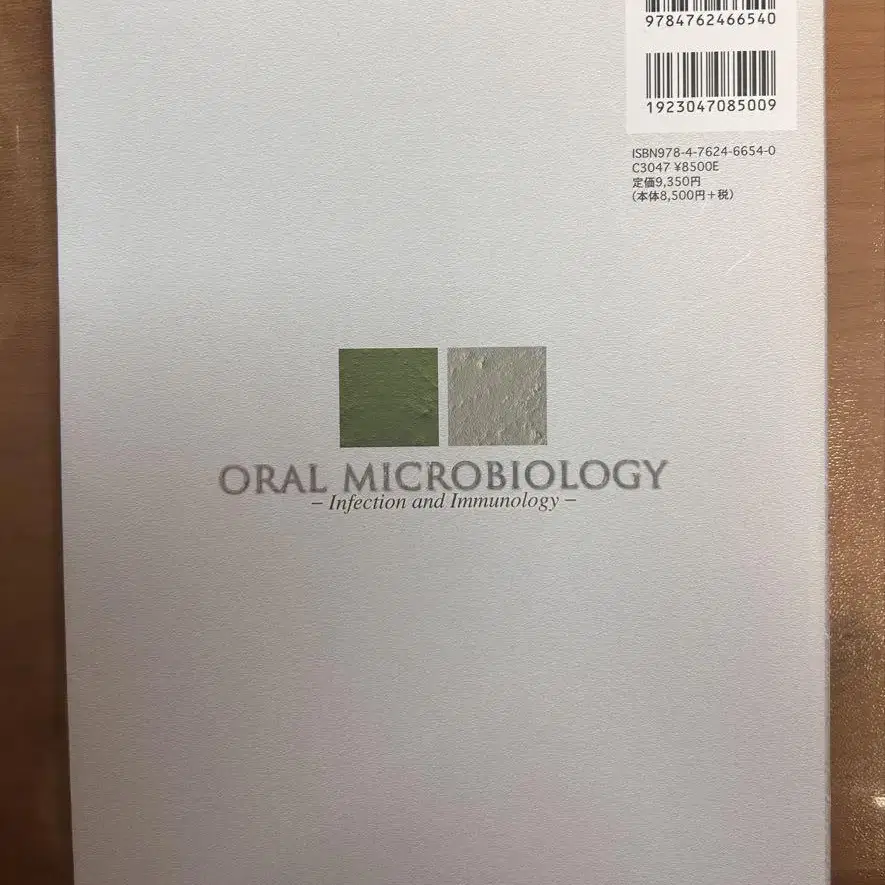 9784762466540
1923047085009
ISBN978-4-7624-6654-0
C3047 ¥8500E
定価9,350円
(本体8,500円+税)
ORAL MICROBIOLOGY
– Infection and Immunology –